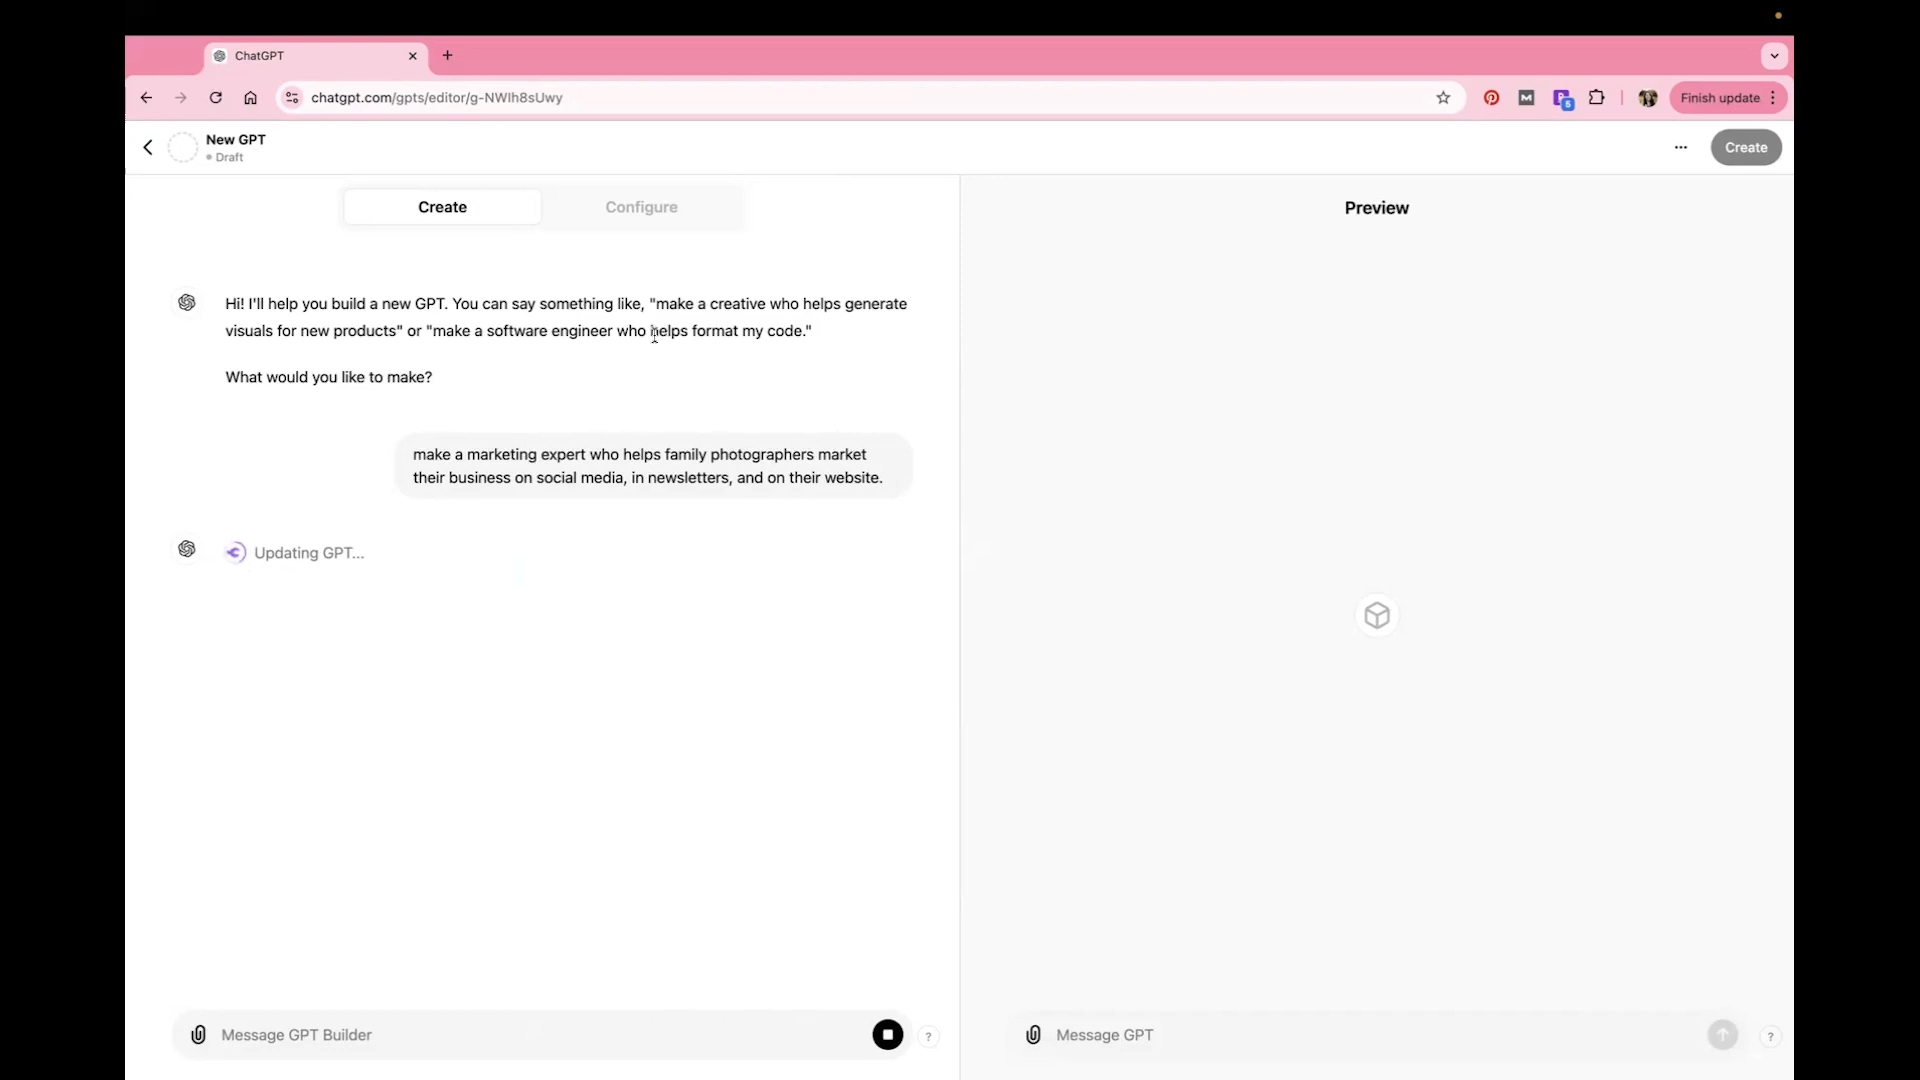 ChatGPT
chatgpt.com/gpts/editor/g-NWIh8sUwy
Finish update
New GPT
Draft
Create
Create
Configure
Preview
Hi! I'll help you build a new GPT. You can say something like, "make a creative who helps generate
visuals for new products" or "make a software engineer who helps format my code."
What would you like to make?
make a marketing expert who helps family photographers market
their business on social media, in newsletters, and on their website.
Updating GPT...
Message GPT Builder
?
Message GPT
?